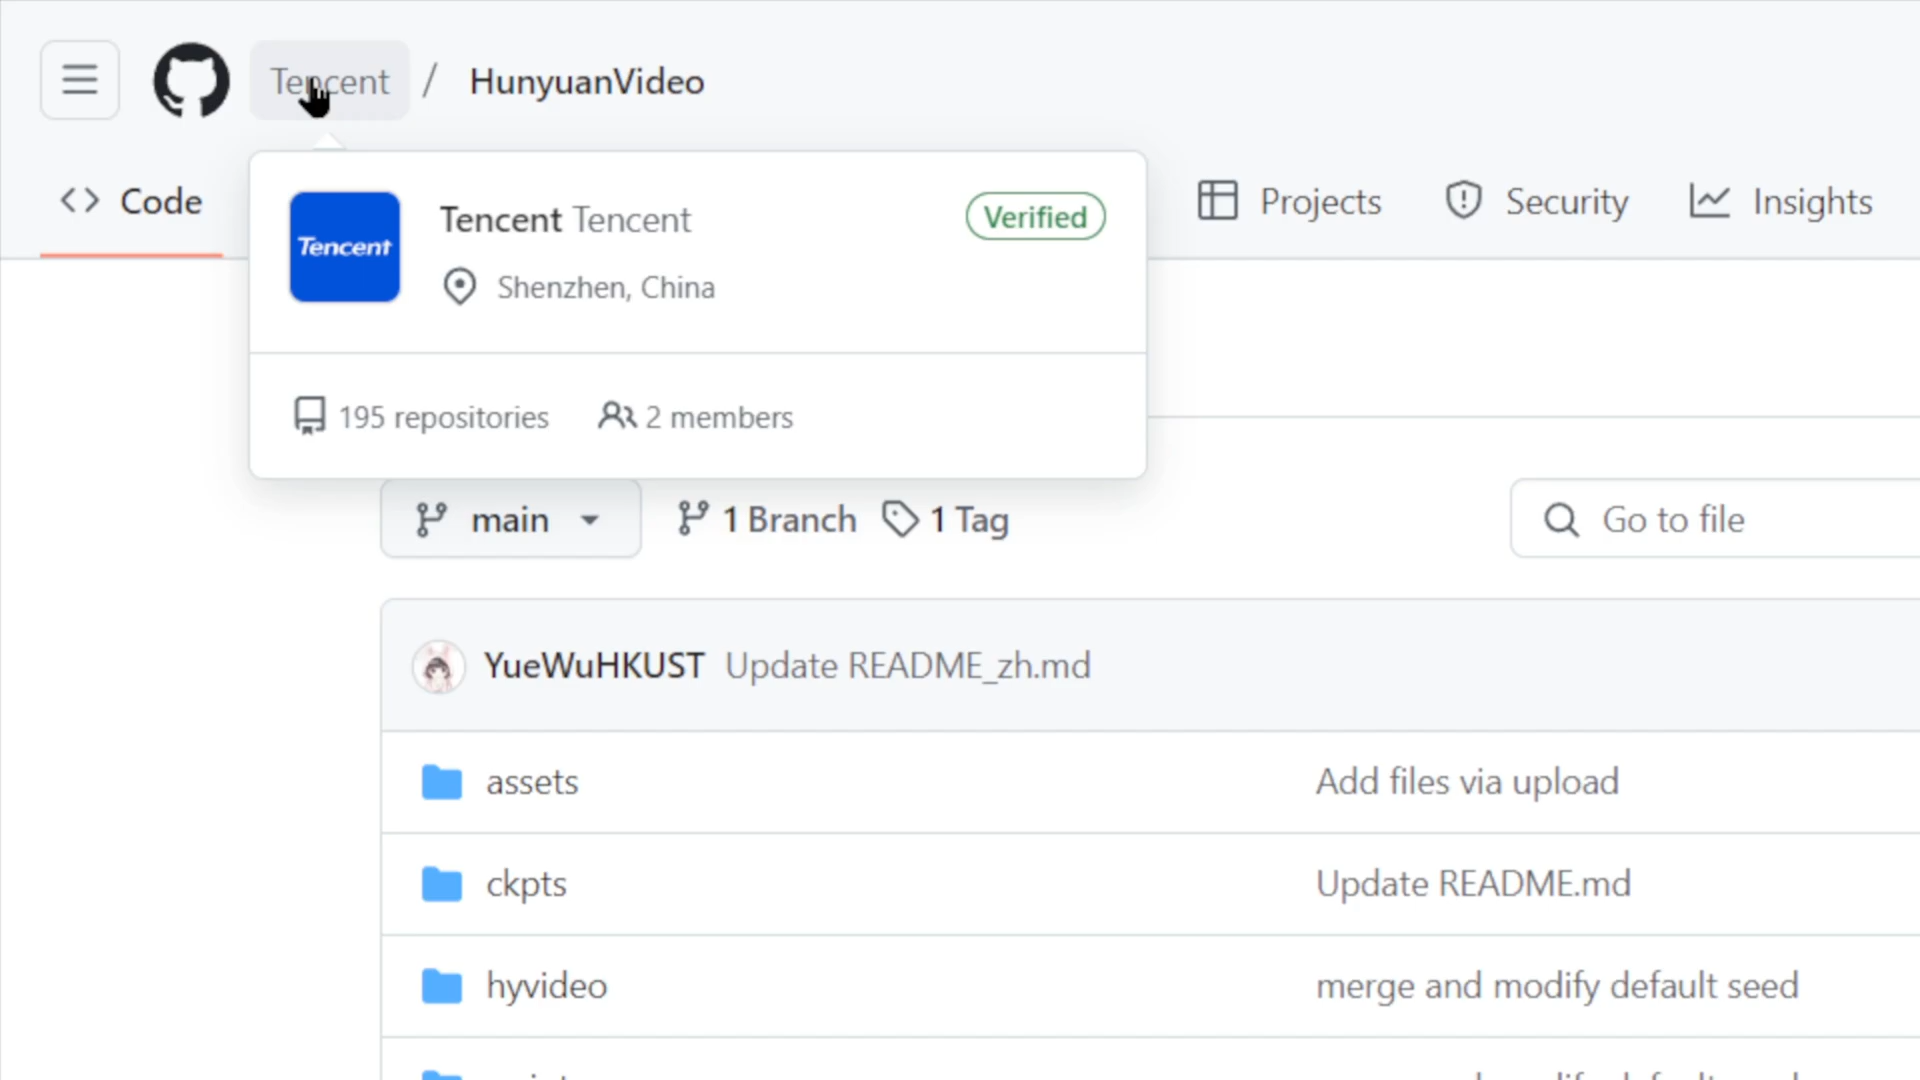 Tencent / HunyuanVideo
Code
Projects
Security
Insights
Tencent
Tencent Tencent
Verified
Shenzhen, China
195 repositories
2 members
main
1 Branch
1 Tag
Go to file
YueWuHKUST Update README_zh.md
assets
Add files via upload
ckpts
Update README.md
hyvideo
merge and modify default seed